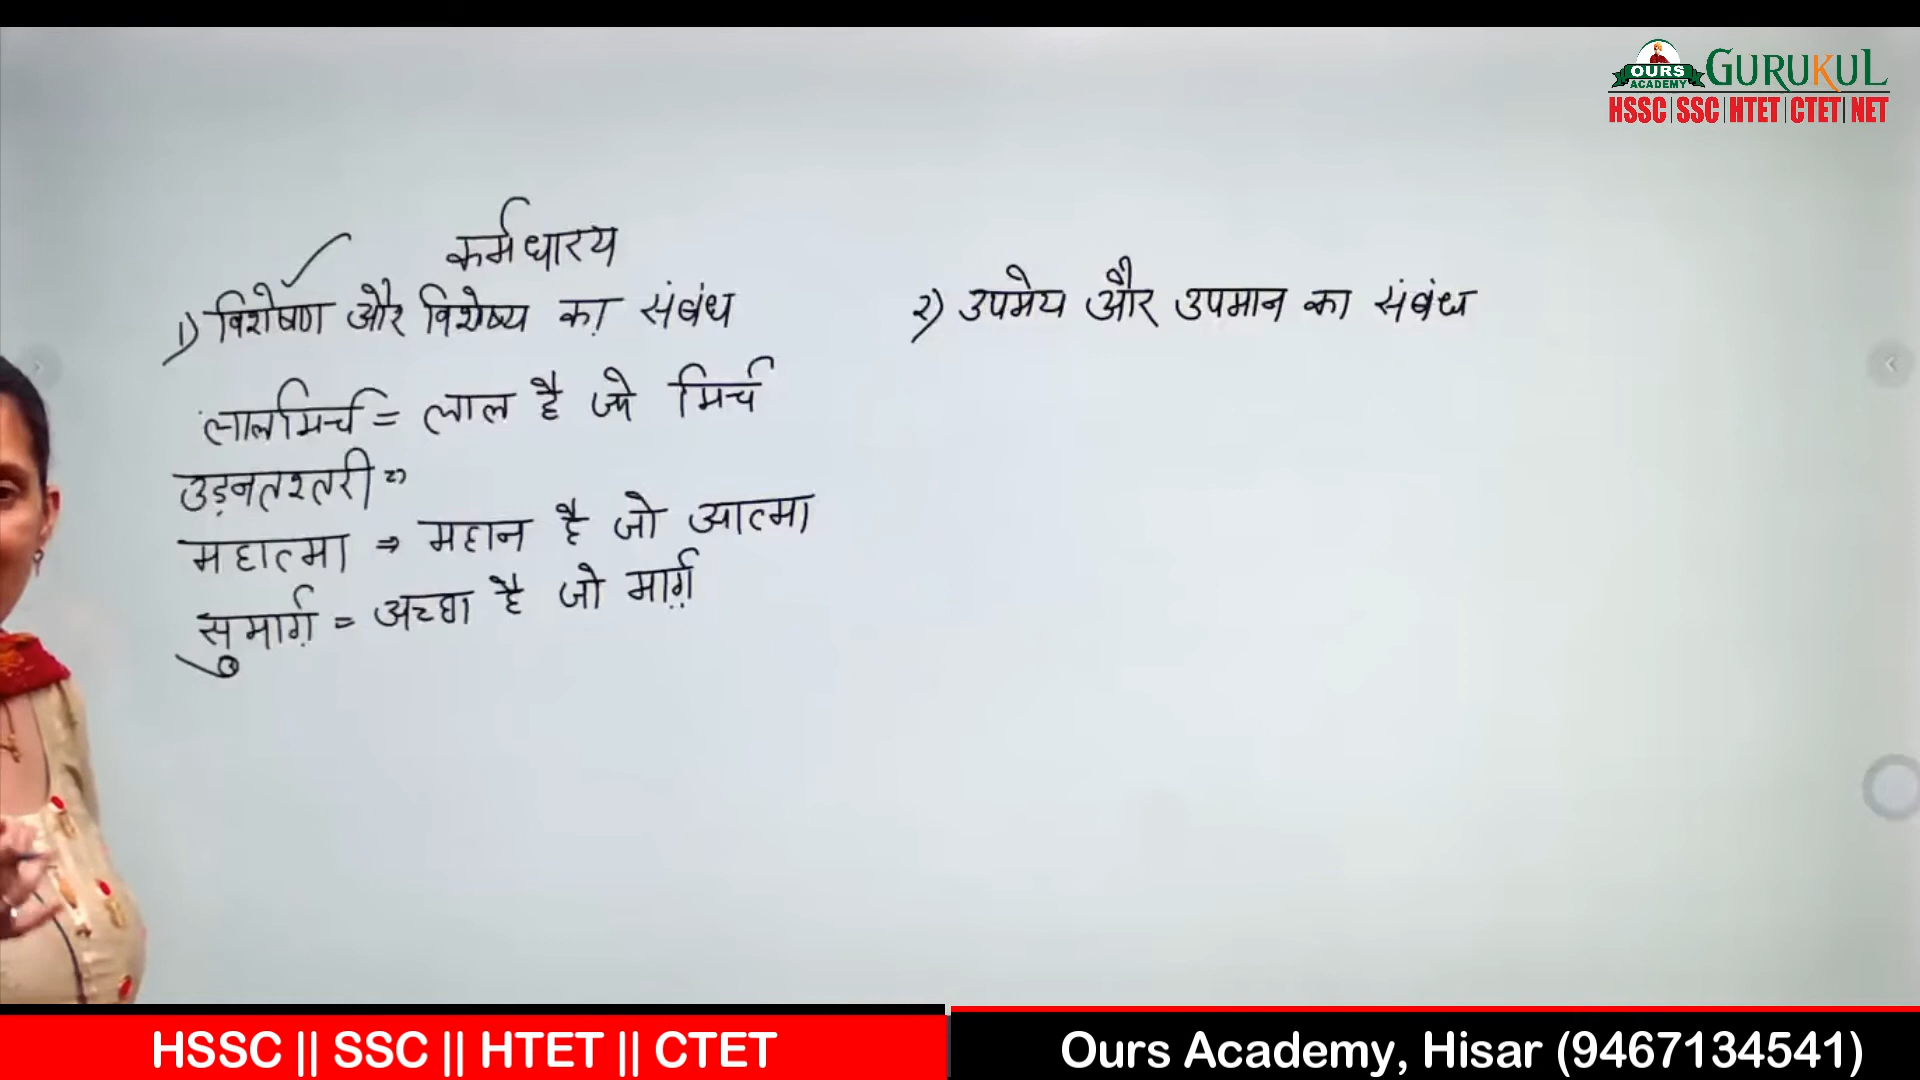 OURS ACADEMY GURUKUL
HSSC | SSC | HTET | CTET | NET
कर्मधारय
1) विशेषण और विशेष्य का संबंध
लालमिर्च = लाल है जो मिर्च
उड़नतश्तरी =
महात्मा ⇒ महान है जो आत्मा
सुमार्ग = अच्छा है जो मार्ग
२) उपमेय और उपमान का संबंध
HSSC || SSC || HTET || CTET
Ours Academy, Hisar (9467134541)